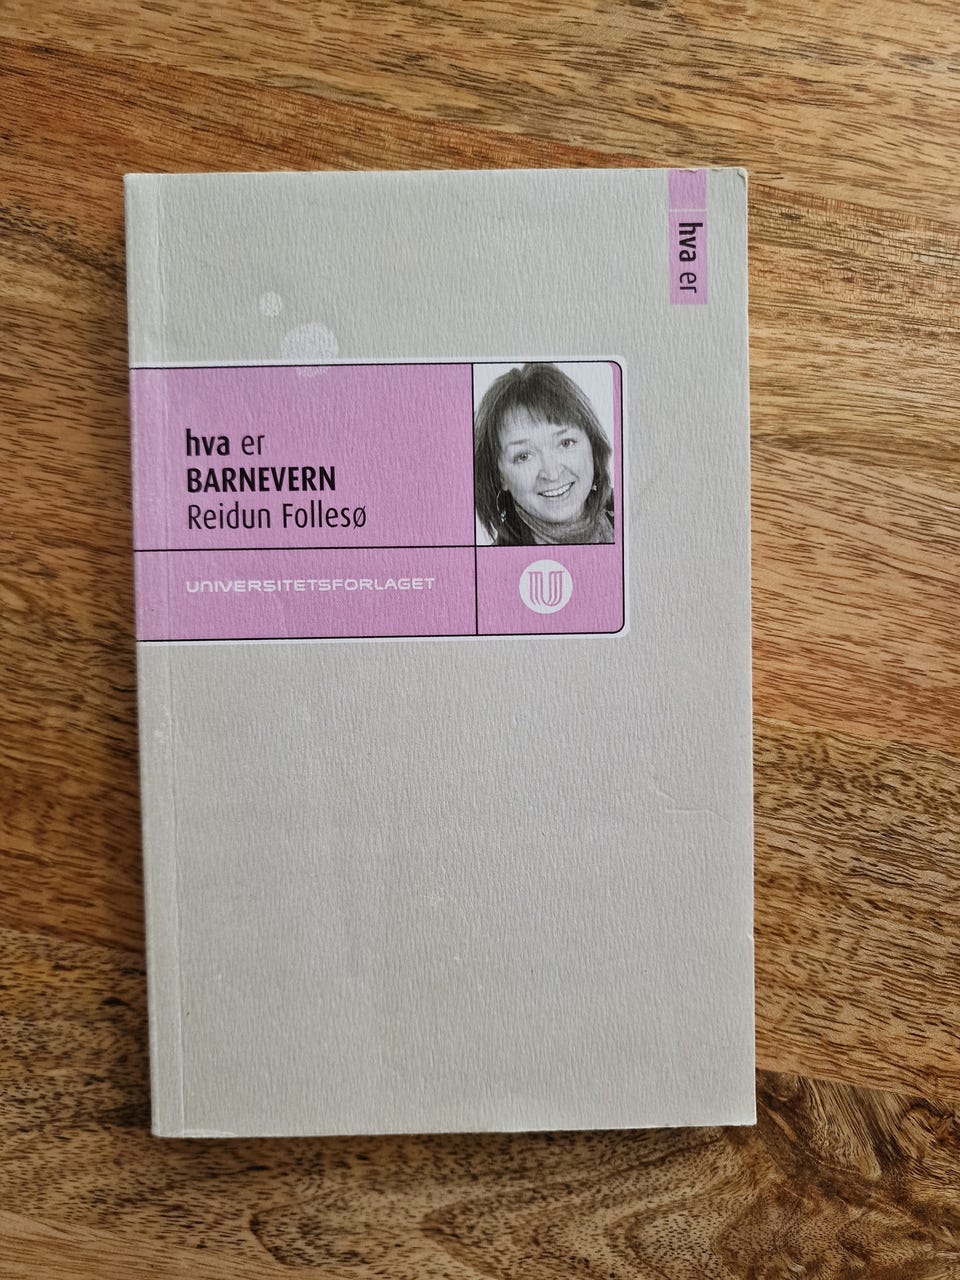 hva er
hva er
BARNEVERN
Reidun Follesø
UNIVERSITETSFORLAGET
U